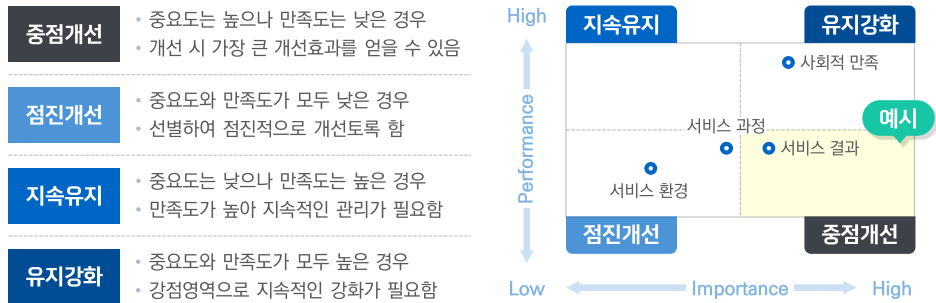 중점개선
• 중요도는 높으나 만족도는 낮은 경우
• 개선 시 가장 큰 개선효과를 얻을 수 있음
점진개선
• 중요도와 만족도가 모두 낮은 경우
• 선별하여 점진적으로 개선토록 함
지속유지
• 중요도는 낮으나 만족도는 높은 경우
• 만족도가 높아 지속적인 관리가 필요함
유지강화
• 중요도와 만족도가 모두 높은 경우
• 강점영역으로 지속적인 강화가 필요함
High
지속유지
유지강화
사회적 만족
예시
Performance
서비스 과정
서비스 결과
서비스 환경
점진개선
중점개선
Low
Importance
High